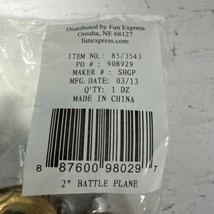 Distributed by Fun Express
Omaha, NE 68127
funexpress.com
ITEM NO.: 85/3543
PO # : 908929
MAKER # : SHGP
MFG. DATE: 03/13
Q'TY: 1 DZ
MADE IN CHINA
8 87600 98029 7
2" BATTLE PLANE